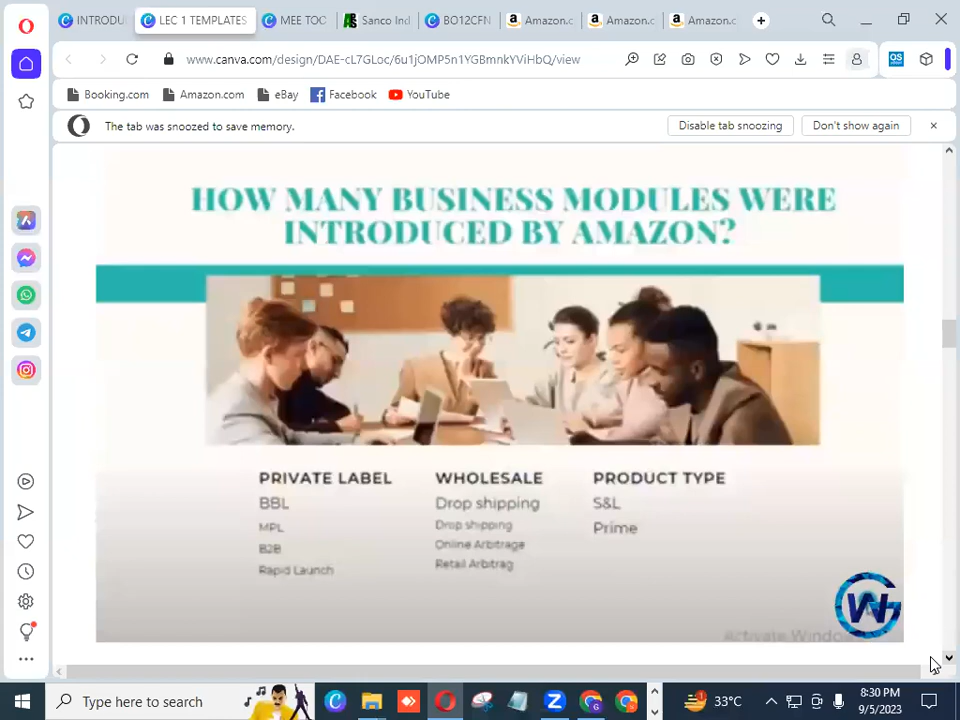 INTRODU
LEC 1 TEMPLATES
MEE TOO
Sanco Ind
BO12CFN
Amazon.c
Amazon.c
Amazon.c
www.canva.com/design/DAE-cL7GLoc/6u1jOMP5n1YGBmnkYViHbQ/view
Booking.com
Amazon.com
eBay
Facebook
YouTube
The tab was snoozed to save memory.
Disable tab snoozing
Don't show again
HOW MANY BUSINESS MODULES WERE
INTRODUCED BY AMAZON?
PRIVATE LABEL
BBL
MPL
B2B
Rapid Launch
WHOLESALE
Drop shipping
Drop shipping
Online Arbitrage
Retail Arbitrag
PRODUCT TYPE
S&L
Prime
Activate Window
Type here to search
33°C
8:30 PM
9/5/2023